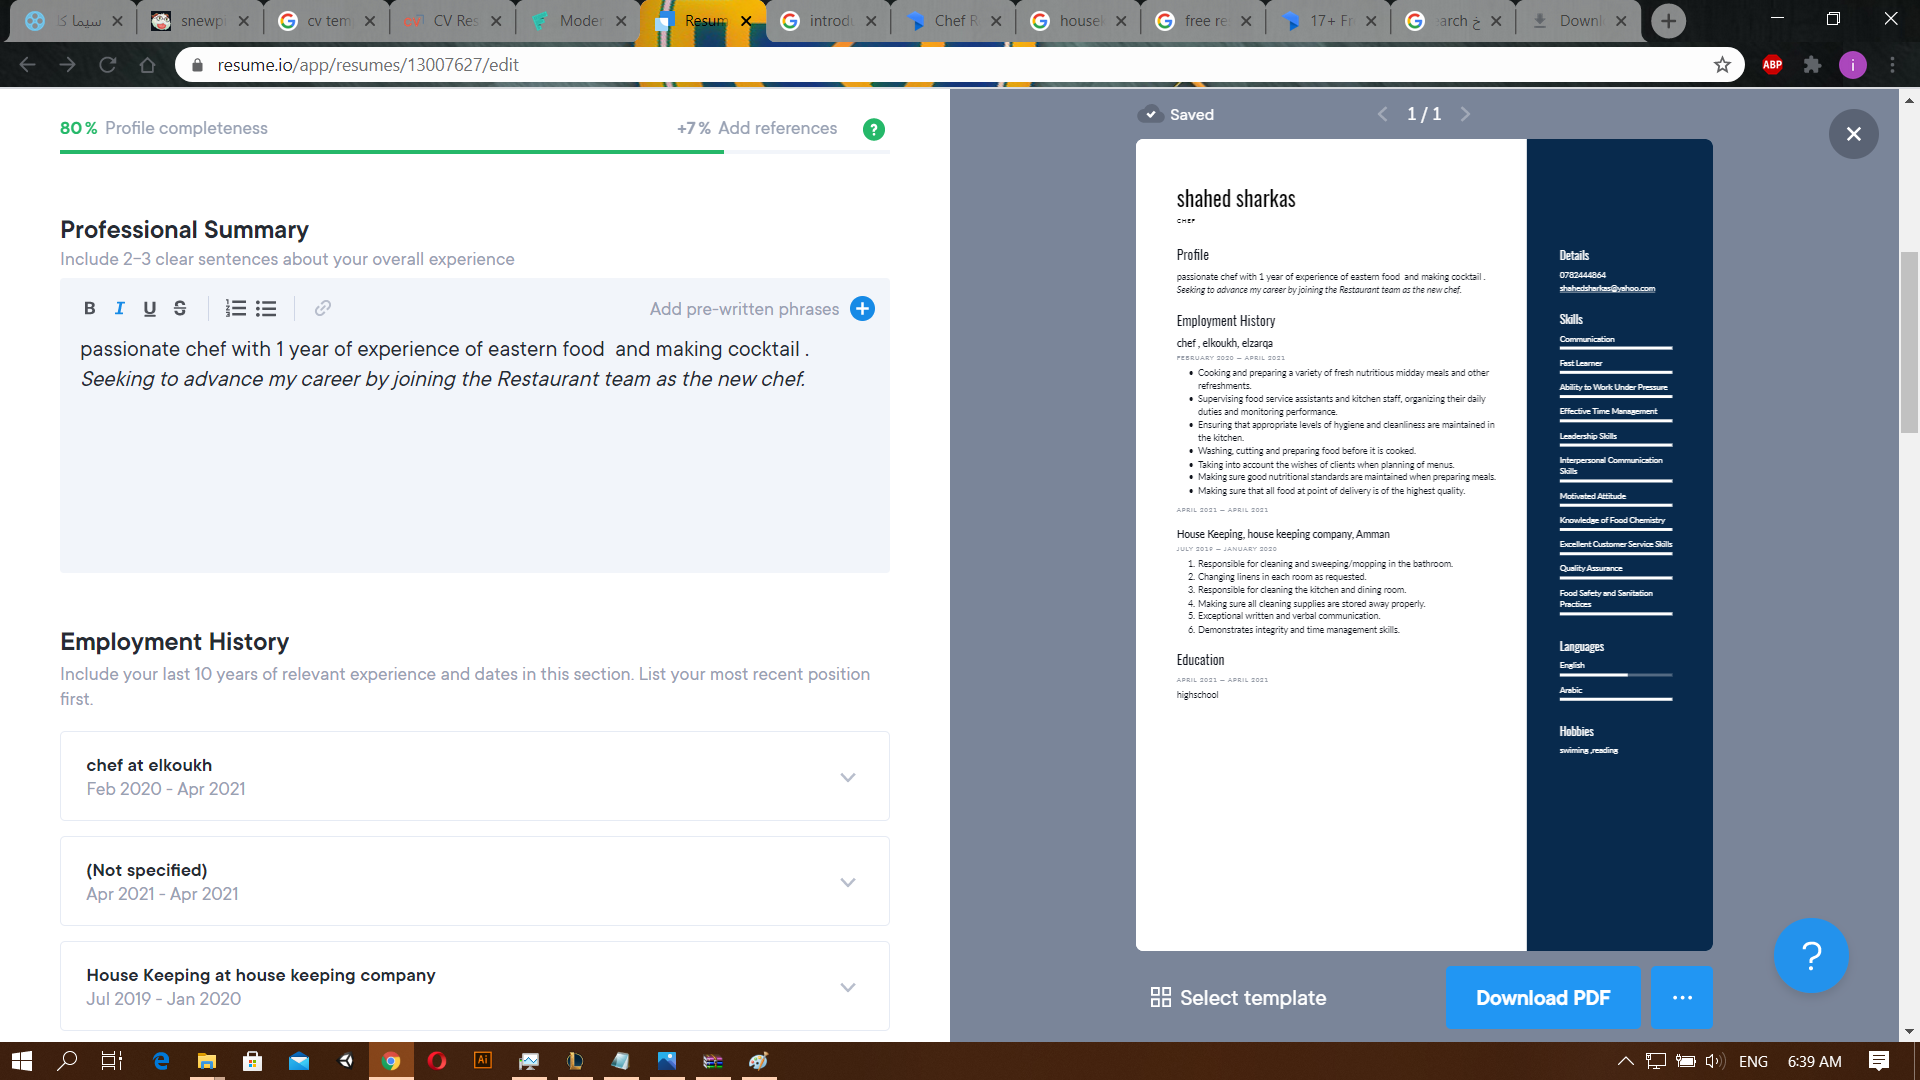 سيما كا
snewpi
cv tem
CV Res
Moder
Resum
introdu
Chef R
housek
free re
17+ Fr
earch خ
Downl
resume.io/app/resumes/13007627/edit
ABP
i
80% Profile completeness
+7% Add references
?
Professional Summary
Include 2–3 clear sentences about your overall experience
B I U S
Add pre-written phrases
passionate chef with 1 year of experience of eastern food  and making cocktail .
Seeking to advance my career by joining the Restaurant team as the new chef.
Employment History
Include your last 10 years of relevant experience and dates in this section. List your most recent position
first.
chef at elkoukh
Feb 2020 - Apr 2021
(Not specified)
Apr 2021 - Apr 2021
House Keeping at house keeping company
Jul 2019 - Jan 2020
Saved
1 / 1
shahed sharkas
CHEF
Profile
passionate chef with 1 year of experience of eastern food  and making cocktail .
Seeking to advance my career by joining the Restaurant team as the new chef.
Employment History
chef , elkoukh, elzarqa
FEBRUARY 2020 — APRIL 2021
• Cooking and preparing a variety of fresh nutritious midday meals and other
refreshments.
• Supervising food service assistants and kitchen staff, organizing their daily
duties and monitoring performance.
• Ensuring that appropriate levels of hygiene and cleanliness are maintained in
the kitchen.
• Washing, cutting and preparing food before it is cooked.
• Taking into account the wishes of clients when planning of menus.
• Making sure good nutritional standards are maintained when preparing meals.
• Making sure that all food at point of delivery is of the highest quality.
APRIL 2021 — APRIL 2021
House Keeping, house keeping company, Amman
JULY 2019 — JANUARY 2020
1. Responsible for cleaning and sweeping/mopping in the bathroom.
2. Changing linens in each room as requested.
3. Responsible for cleaning the kitchen and dining room.
4. Making sure all cleaning supplies are stored away properly.
5. Exceptional written and verbal communication.
6. Demonstrates integrity and time management skills.
Education
APRIL 2021 — APRIL 2021
highschool
Details
0782444864
shahedsharkas@yahoo.com
Skills
Communication
Fast Learner
Ability to Work Under Pressure
Effective Time Management
Leadership Skills
Interpersonal Communication
Skills
Motivated Attitude
Knowledge of Food Chemistry
Excellent Customer Service Skills
Quality Assurance
Food Safety and Sanitation
Practices
Languages
English
Arabic
Hobbies
swiming ,reading
Select template
Download PDF
...
?
Ai
ENG
6:39 AM